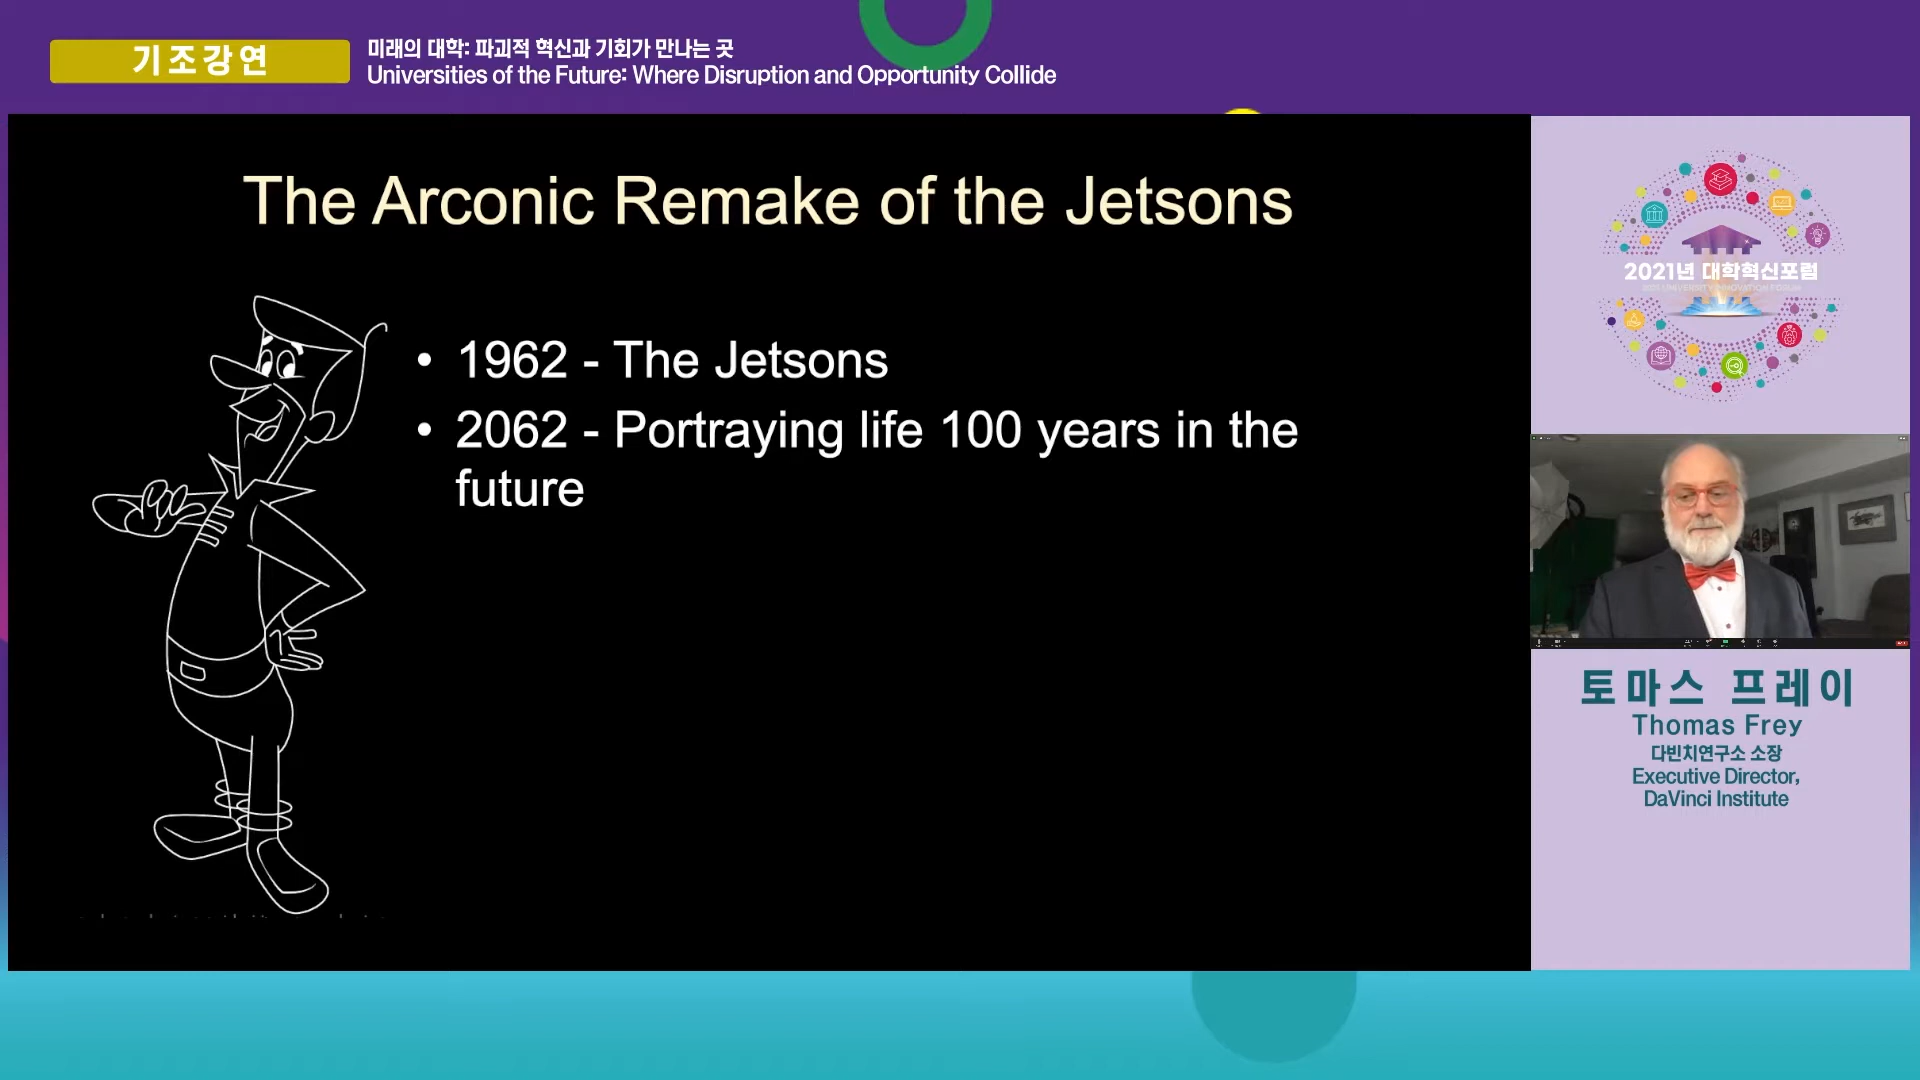 기조강연
미래의 대학: 파괴적 혁신과 기회가 만나는 곳
Universities of the Future: Where Disruption and Opportunity Collide
The Arconic Remake of the Jetsons
• 1962 - The Jetsons
• 2062 - Portraying life 100 years in the
future
2021년 대학혁신포럼
2021 UNIVERSITY INNOVATION FORUM
토마스 프레이
Thomas Frey
다빈치연구소 소장
Executive Director,
DaVinci Institute